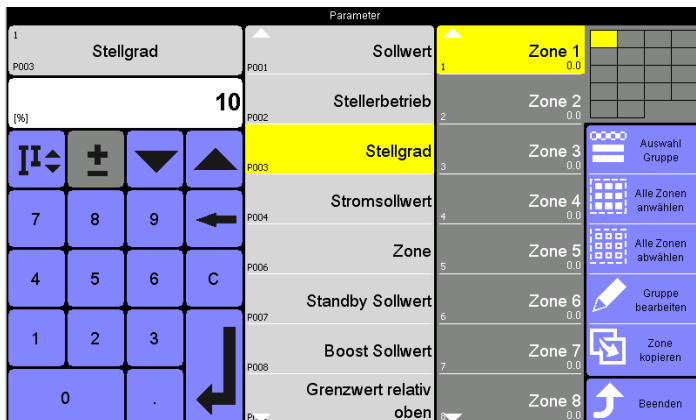 Parameter
1
Stellgrad
P003
10
[%]
7 8 9
4 5 6 C
1 2 3
0 .
Sollwert
P001
Stellerbetrieb
P002
Stellgrad
P003
Stromsollwert
P004
Zone
P006
Standby Sollwert
P007
Boost Sollwert
P008
Grenzwert relativ
oben
Zone 1
1 0.0
Zone 2
2 0.0
Zone 3
3 0.0
Zone 4
4 0.0
Zone 5
5 0.0
Zone 6
6 0.0
Zone 7
7 0.0
Zone 8
0.0
Auswahl
Gruppe
Alle Zonen
anwählen
Alle Zonen
abwählen
Gruppe
bearbeiten
Zone
kopieren
Beenden